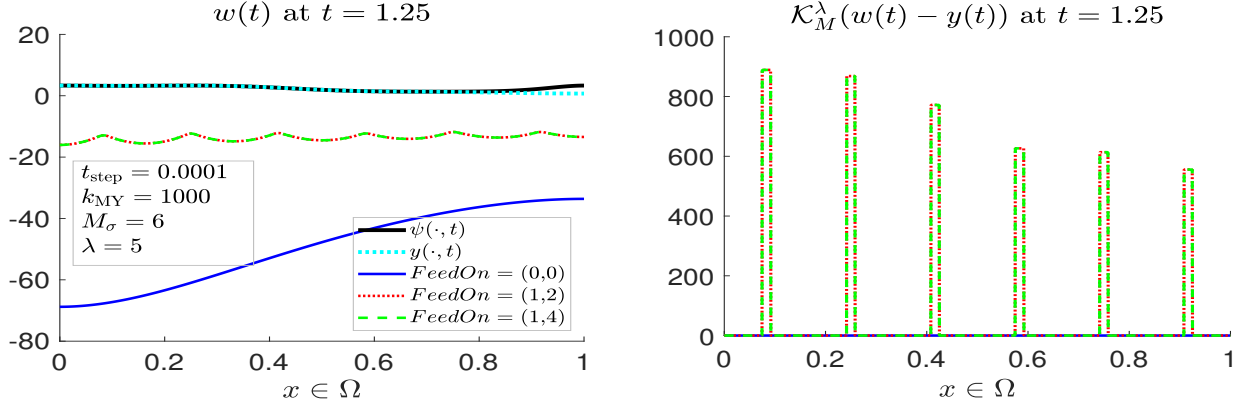 w(t) at t = 1.25
20
0
-20
-40
-60
-80
t_step = 0.0001
k_MY = 1000
M_σ = 6
λ = 5
ψ(·, t)
y(·, t)
FeedOn = (0,0)
FeedOn = (1,2)
FeedOn = (1,4)
0 0.2 0.4 0.6 0.8 1
x ∈ Ω
𝒦_M^λ(w(t) − y(t)) at t = 1.25
1000
800
600
400
200
0
0 0.2 0.4 0.6 0.8 1
x ∈ Ω